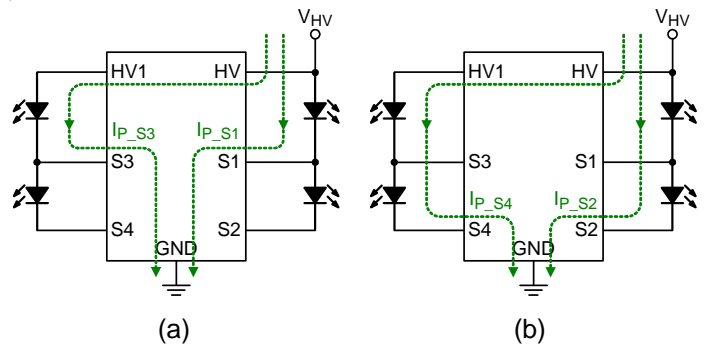 V_HV V_HV
HV1 HV HV1 HV
I_P_S3 I_P_S1
S3 S1 S3 S1
I_P_S4 I_P_S2
S4 S2 S4 S2
GND GND
(a) (b)